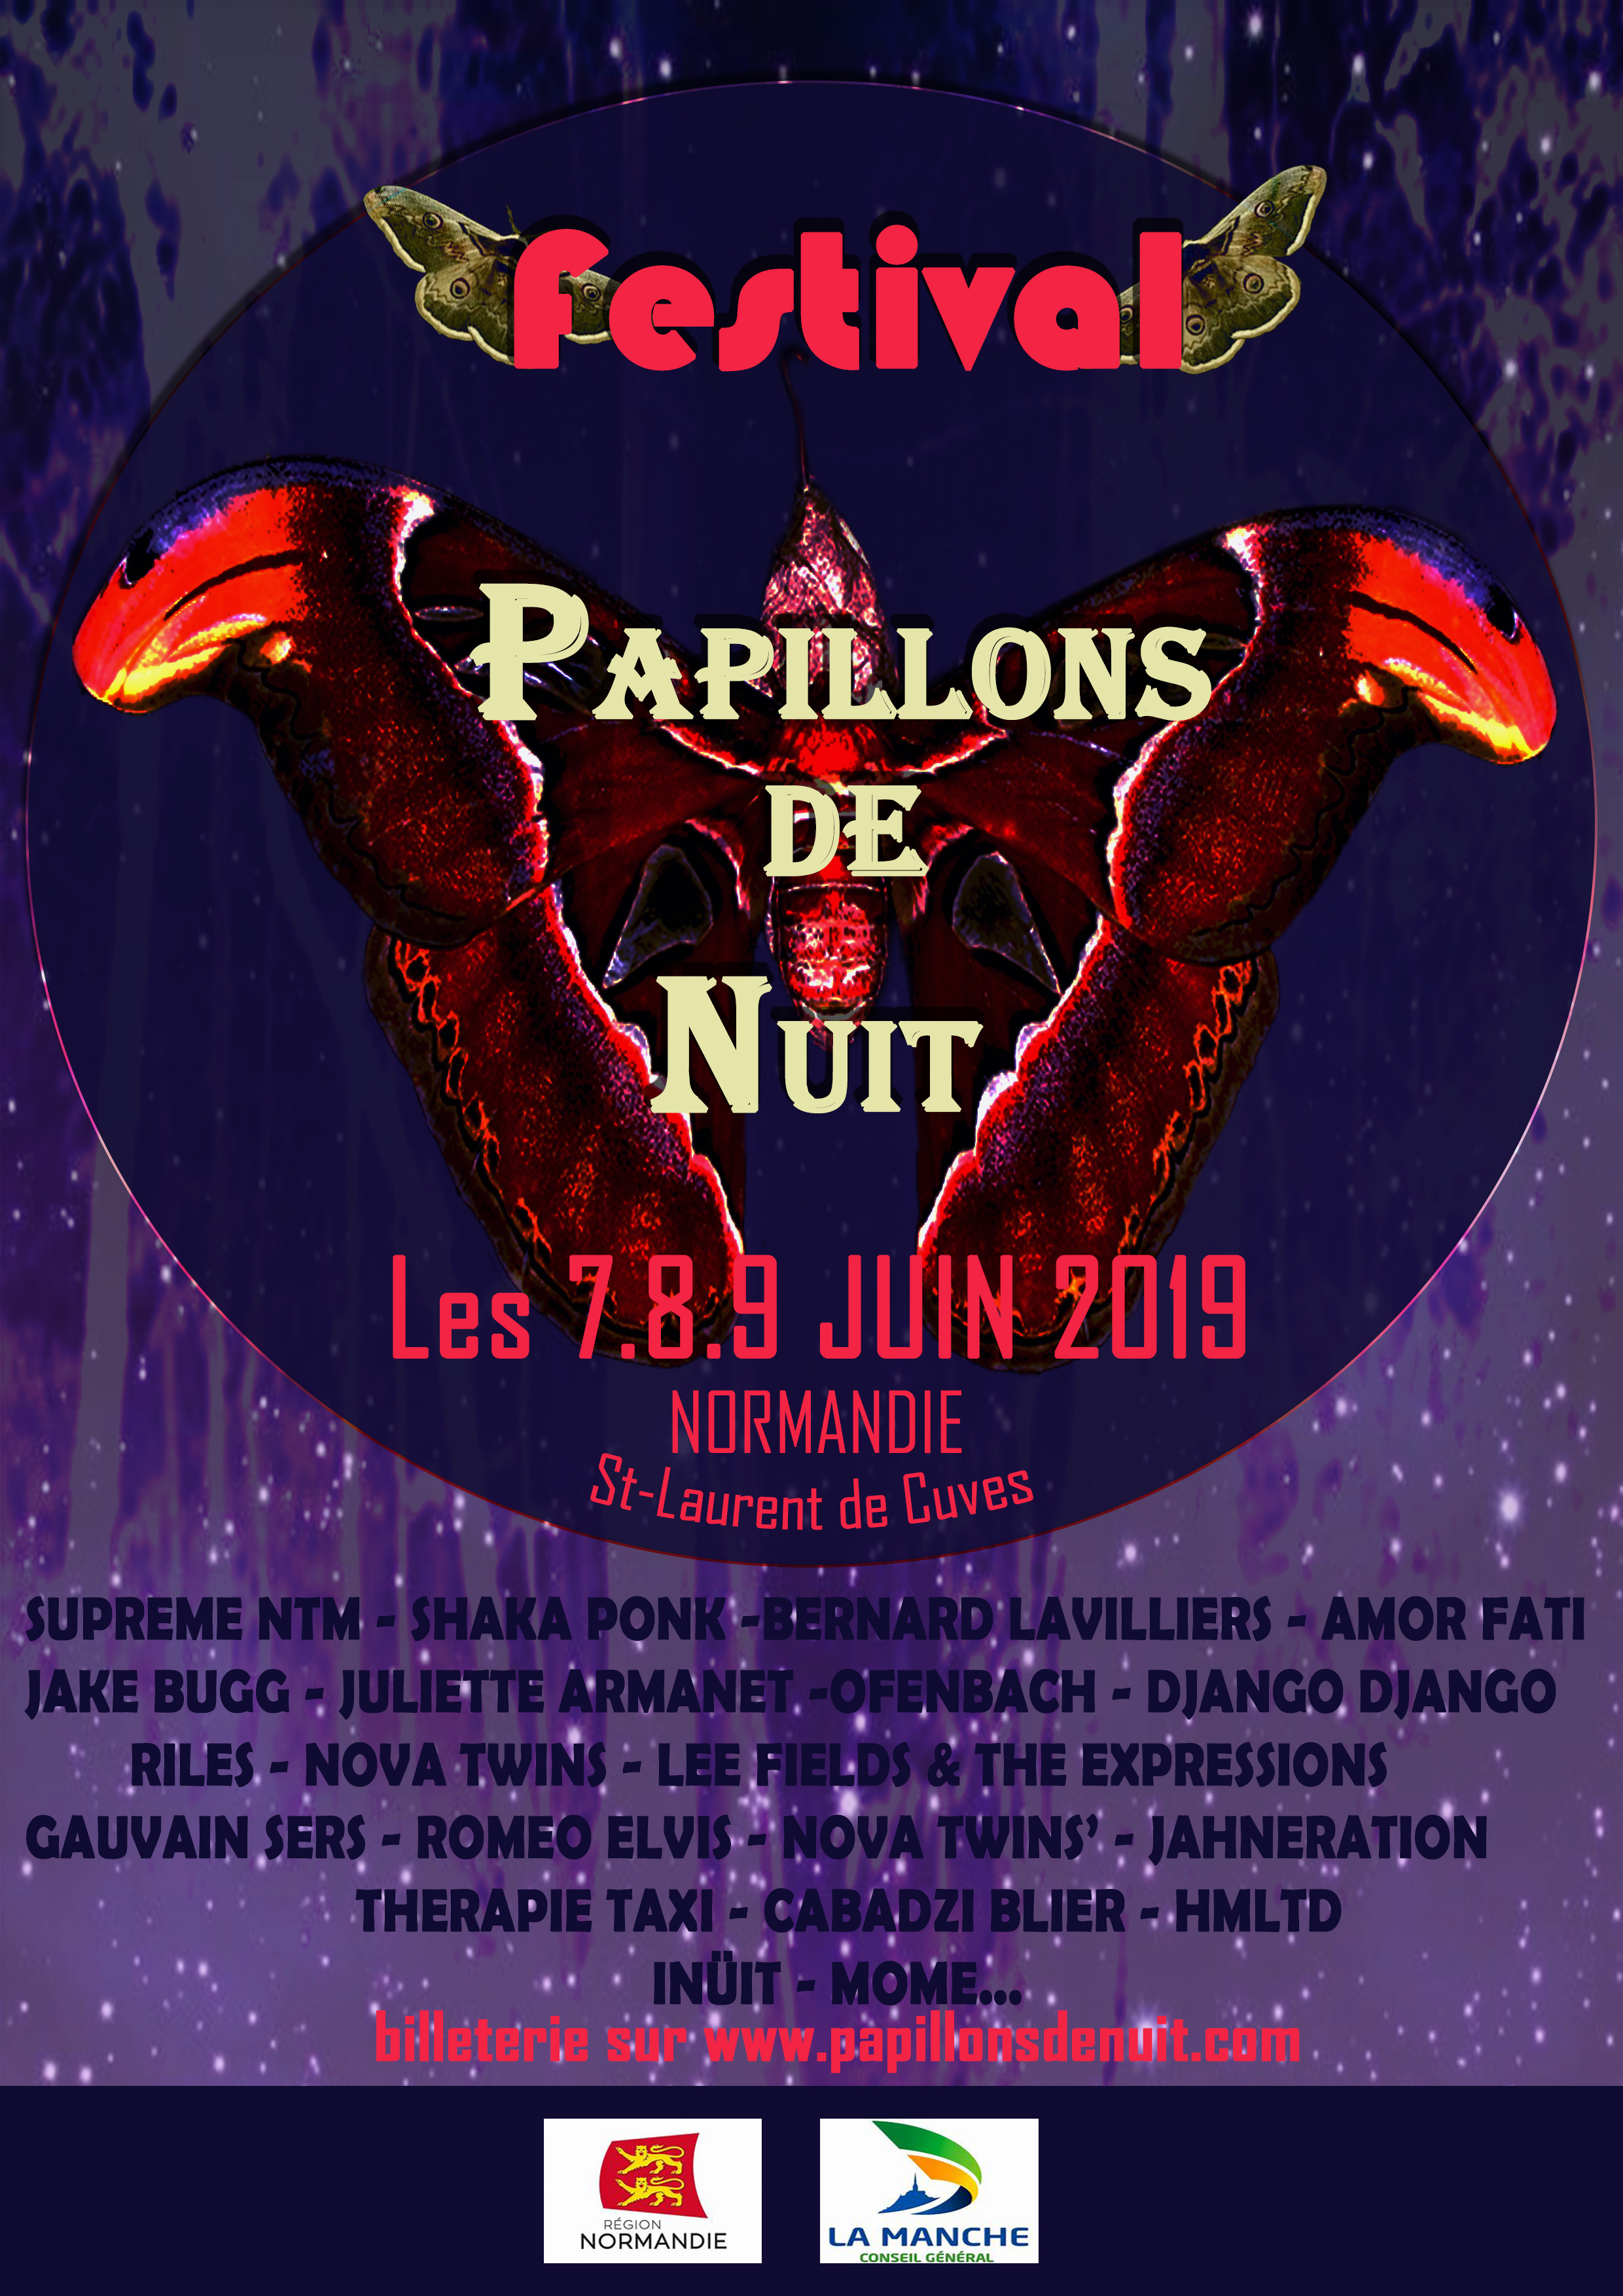 Festival
Papillons
de
Nuit
Les 7.8.9 JUIN 2019
NORMANDIE
St-Laurent de Cuves
SUPREME NTM - SHAKA PONK -BERNARD LAVILLIERS - AMOR FATI
JAKE BUGG - JULIETTE ARMANET -OFENBACH - DJANGO DJANGO
RILES - NOVA TWINS - LEE FIELDS & THE EXPRESSIONS
GAUVAIN SERS - ROMEO ELVIS - NOVA TWINS’ - JAHNERATION
THERAPIE TAXI - CABADZI BLIER - HMLTD
INÜIT - MOME...
billeterie sur www.papillonsdenuit.com
RÉGION
NORMANDIE
LA MANCHE
CONSEIL GÉNÉRAL